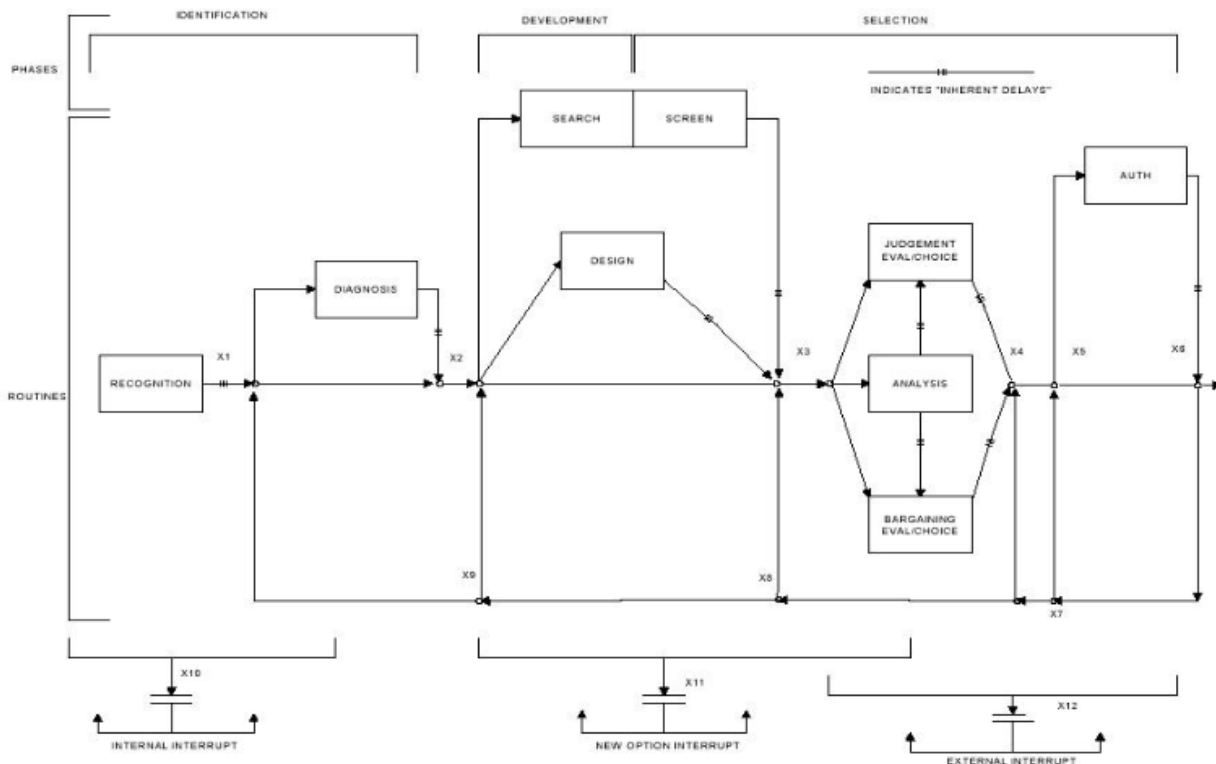 IDENTIFICATION
DEVELOPMENT
SELECTION
PHASES
INDICATES "INHERENT DELAYS"
SEARCH
SCREEN
AUTH
JUDGEMENT
EVAL/CHOICE
DESIGN
DIAGNOSIS
X1
X2
X3
X4
X5
X6
RECOGNITION
ANALYSIS
ROUTINES
BARGAINING
EVAL/CHOICE
X9
X8
X7
X10
X11
X12
INTERNAL INTERRUPT
NEW OPTION INTERRUPT
EXTERNAL INTERRUPT